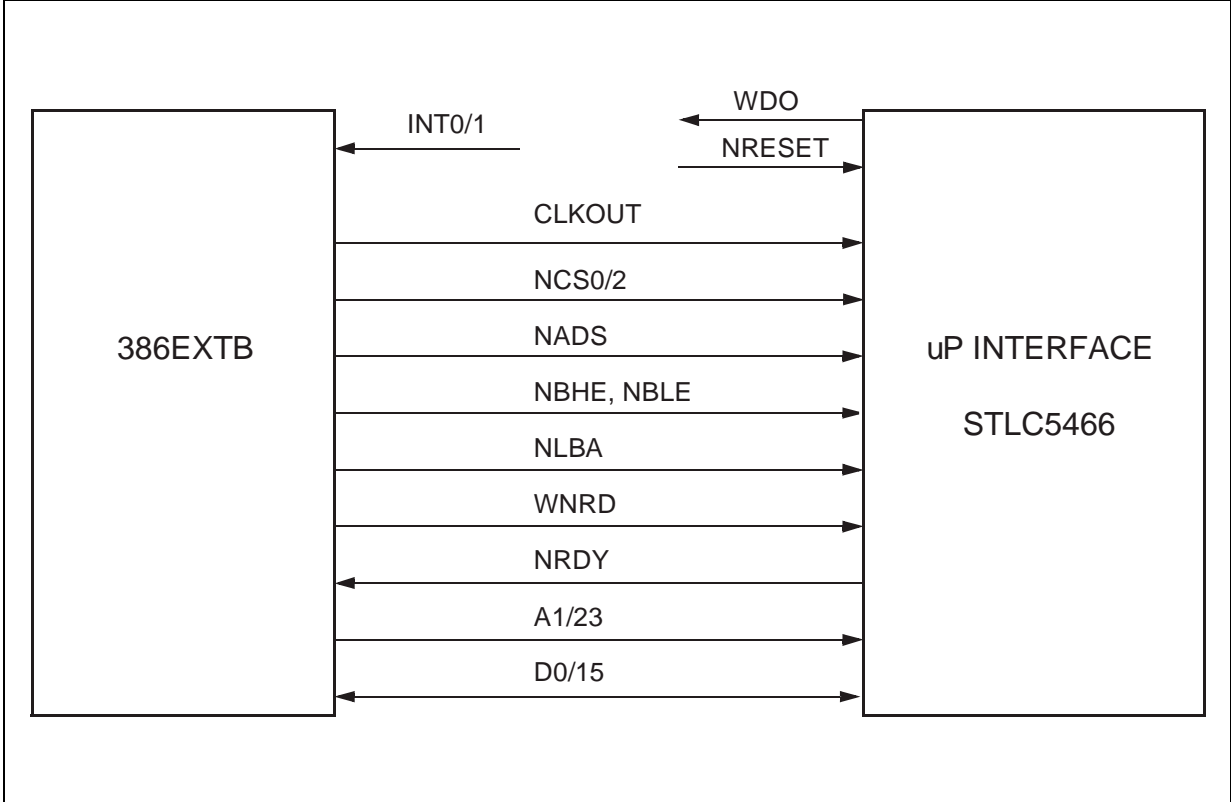 WDO
INT0/1
NRESET
CLKOUT
NCS0/2
NADS
386EXTB
uP INTERFACE
NBHE, NBLE
STLC5466
NLBA
WNRD
NRDY
A1/23
D0/15